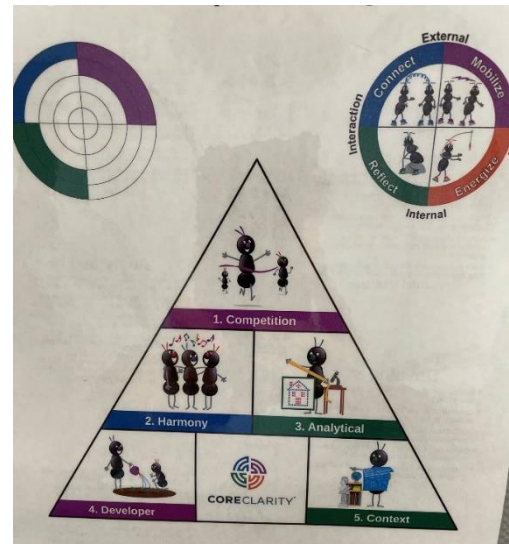 External
Connect
Mobilize
Interaction
Reflect
Energize
Internal
1. Competition
2. Harmony
3. Analytical
4. Developer
CORECLARITY
5. Context